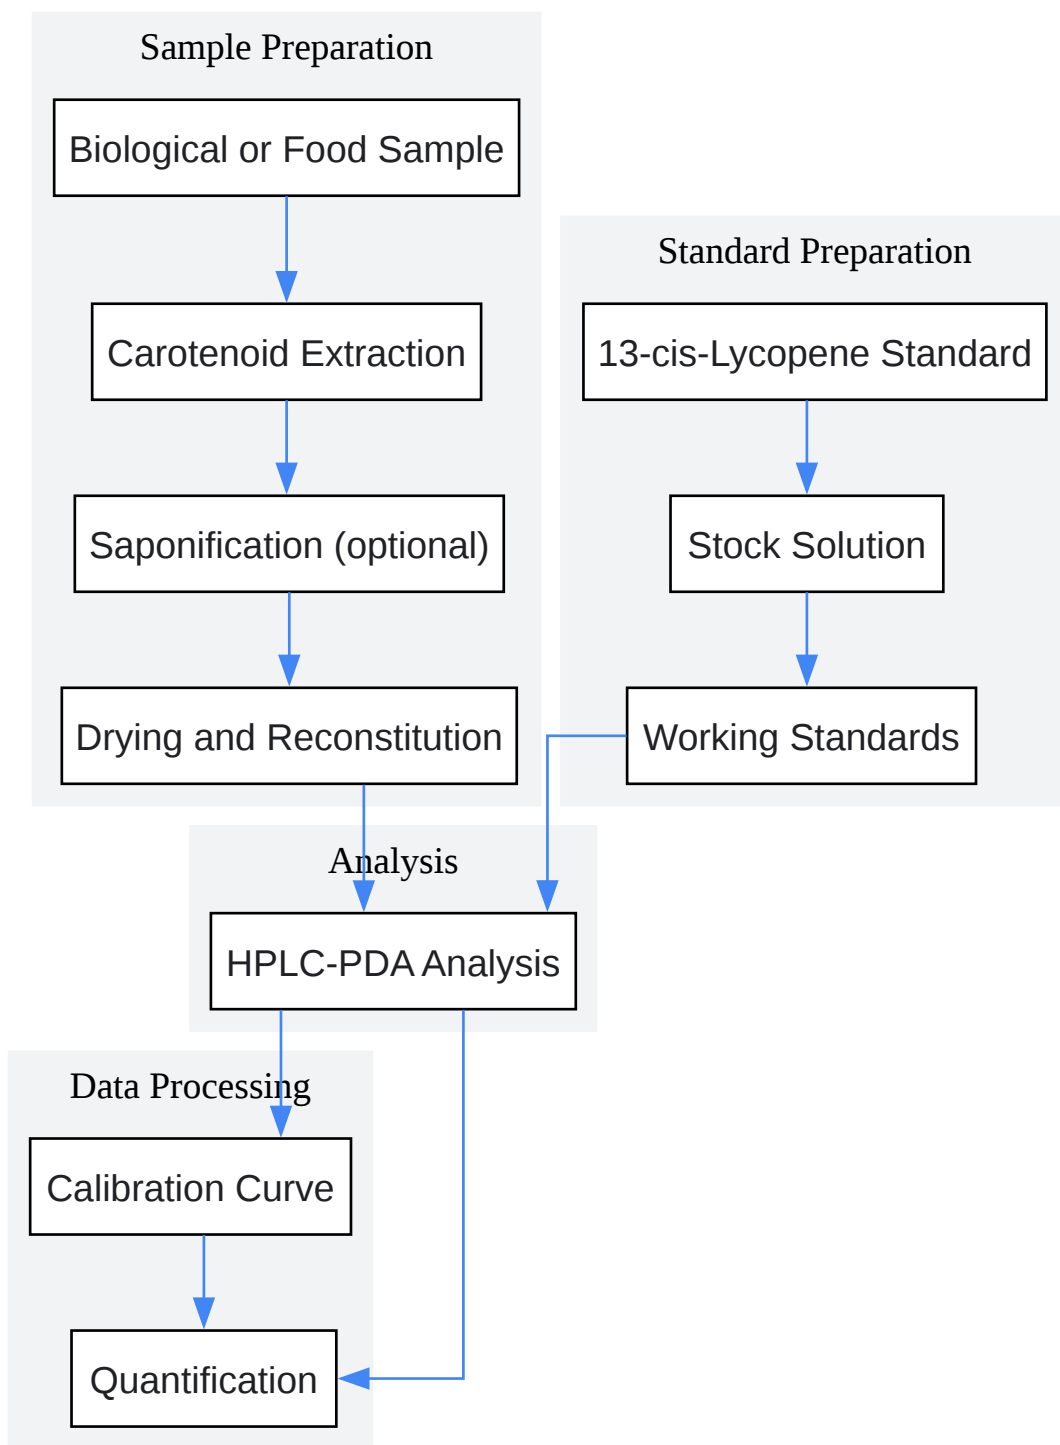 Sample Preparation
Biological or Food Sample
Carotenoid Extraction
Saponification (optional)
Drying and Reconstitution
Standard Preparation
13-cis-Lycopene Standard
Stock Solution
Working Standards
Analysis
HPLC-PDA Analysis
Data Processing
Calibration Curve
Quantification